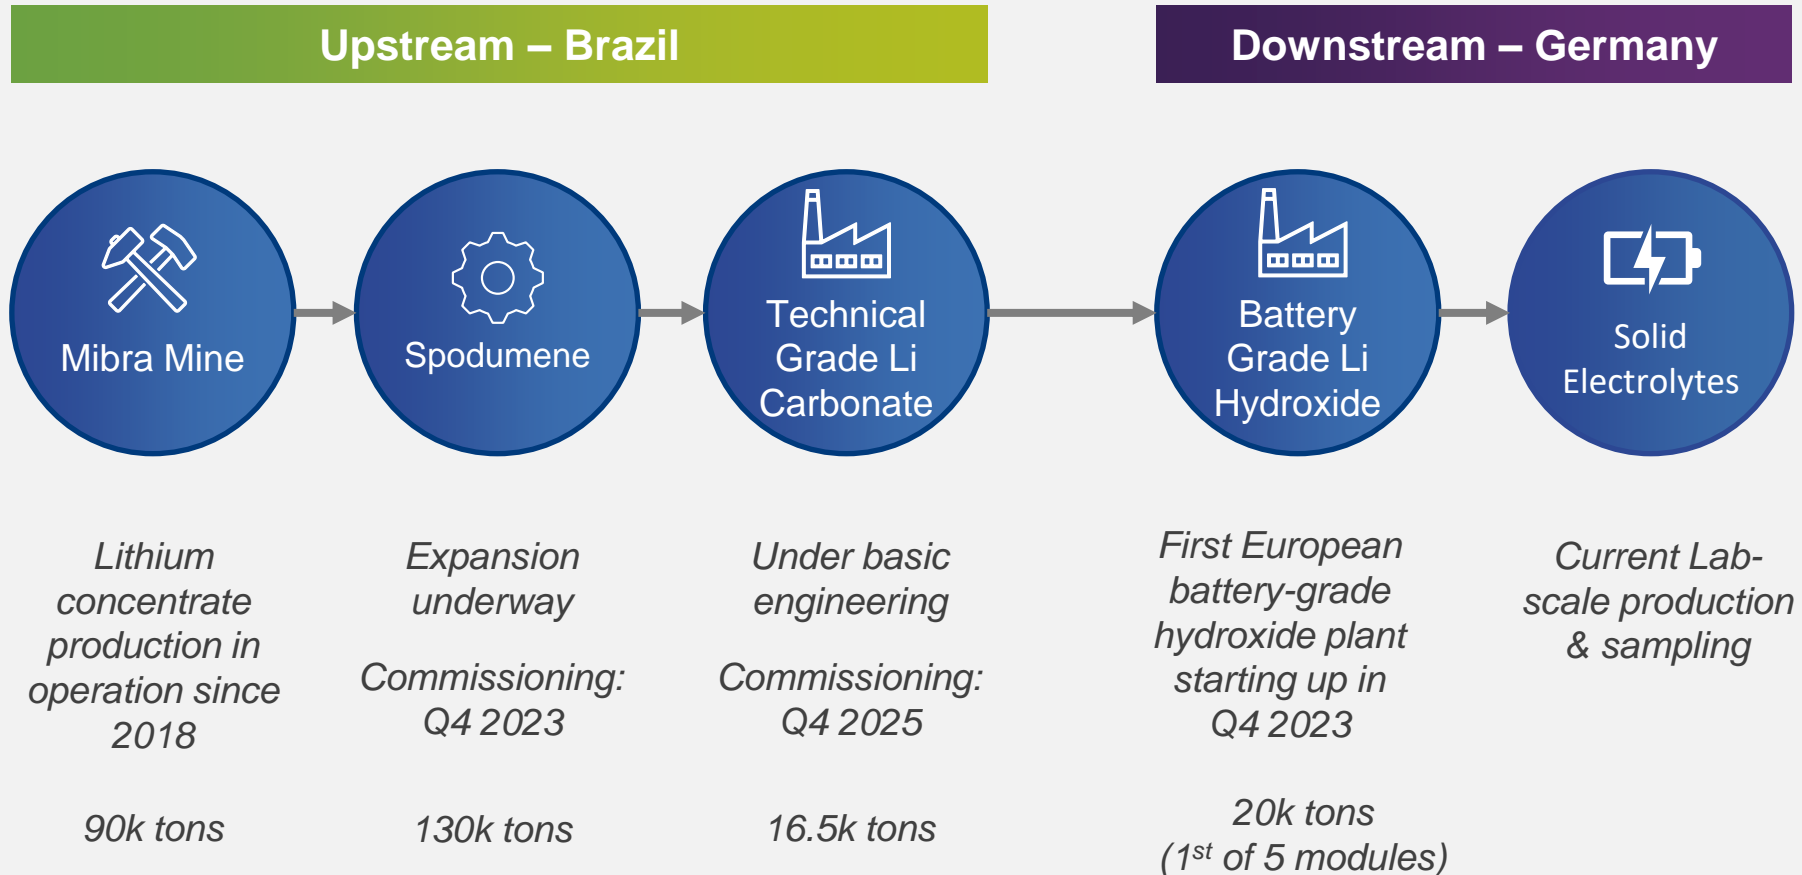 Upstream – Brazil
Downstream – Germany
Mibra Mine
Spodumene
Technical
Grade Li
Carbonate
Battery
Grade Li
Hydroxide
Solid
Electrolytes
Lithium
concentrate
production in
operation since
2018
90k tons
Expansion
underway
Commissioning:
Q4 2023
130k tons
Under basic
engineering
Commissioning:
Q4 2025
16.5k tons
First European
battery-grade
hydroxide plant
starting up in
Q4 2023
20k tons
(1st of 5 modules)
Current Lab-
scale production
& sampling